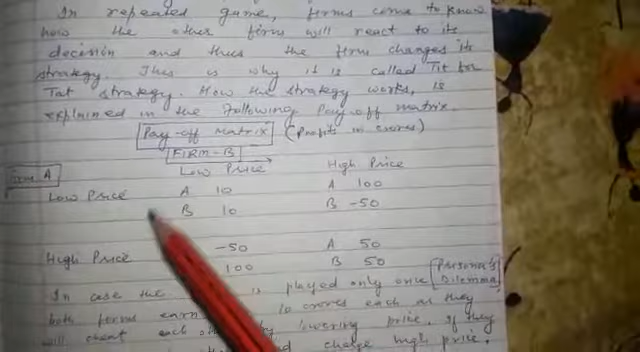 In repeated game, firms come to know
how the other firms will react to its
decision and thus the firm changes its
strategy. This is why it is called Tit for
Tat strategy. How the strategy works, is
explained in the following Pay-off matrix.
Pay-off matrix (Profits in crores)
FIRM-B
Firm A Low Price High Price
Low Price A 10 A 100
B 10 B -50
-50 A 50
High Price 100 B 50
In case the is played only once Prisoner's Dilemma
both firms earn 10 crores each as they
will cheat each by lowering price. If they
and charge high price,